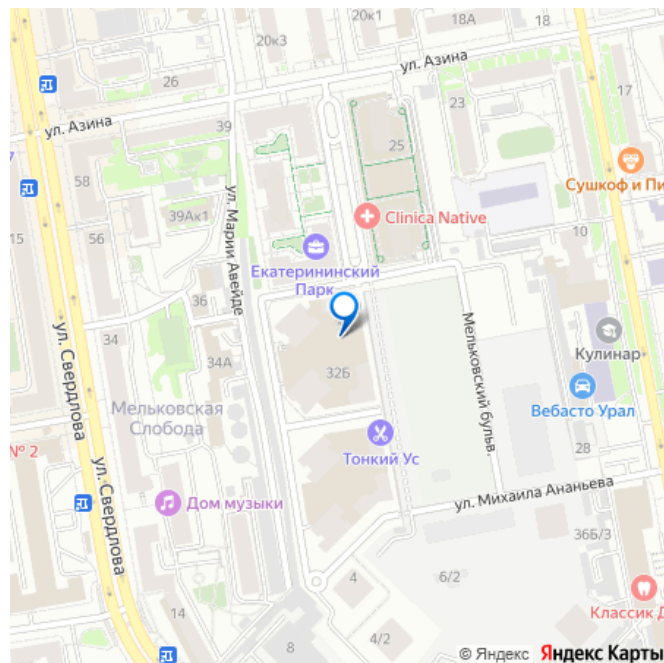 20к1
18А
18
20к3
ул. Азина
26
ул. Азина
39
23
25
17
58
Сушкоф и Пи
39Ак1
ул. Марии Авейде
Clinica Native
15
56
10
Екатерининский
Парк
36
34
34А
32Б
Мельковский бульв.
Кулинар
ул. Свердлова
Мельковская
Слобода
Вебасто Урал
№ 2
Тонкий Ус
28
ул. Свердлова
Дом музыки
ул. Михаила Ананьева
36Б/3
4
6/2
14
Классик Д
8
4/2
© Яндекс Яндекс Карты